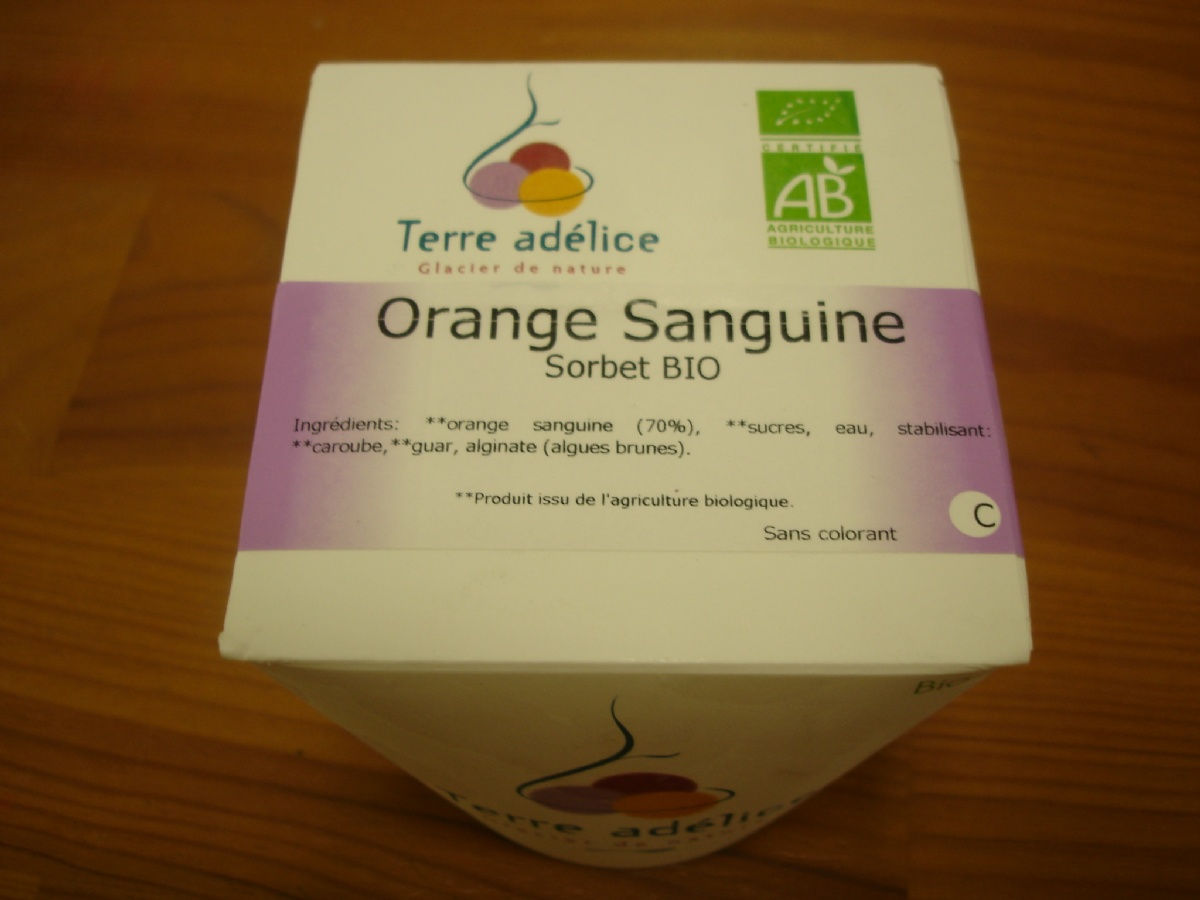 Terre adélice
Glacier de nature
CERTIFIÉ
AB
AGRICULTURE
BIOLOGIQUE
Orange Sanguine
Sorbet BIO
Ingrédients: **orange sanguine (70%), **sucres, eau, stabilisant:
**caroube,**guar, alginate (algues brunes).
**Produit issu de l'agriculture biologique.
Sans colorant
C
Bio
Terre adélice